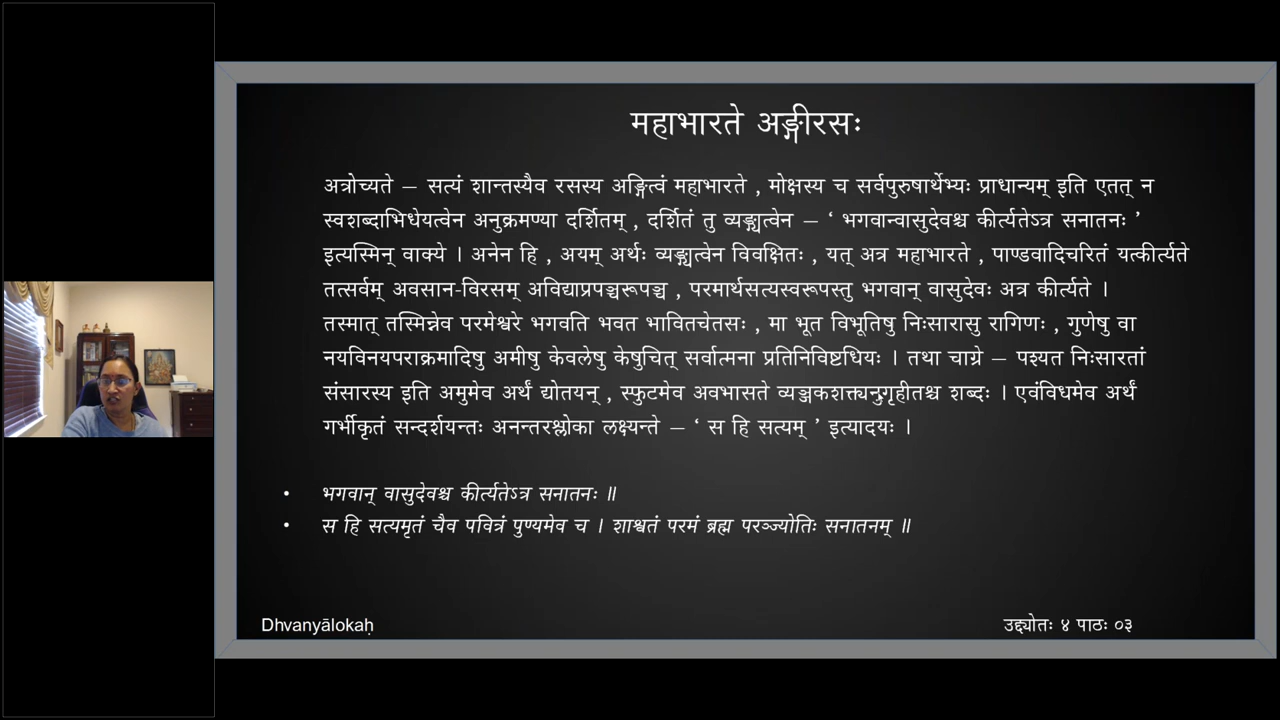 महाभारते अङ्गीरसः
अत्रोच्यते – सत्यं शान्तस्यैव रसस्य अङ्गित्वं महाभारते , मोक्षस्य च सर्वपुरुषार्थेभ्यः प्राधान्यम् इति एतत् न
स्वशब्दाभिधेयत्वेन अनुक्रमण्या दर्शितम् , दर्शितं तु व्यङ्ग्यत्वेन – ‘ भगवान्वासुदेवश्च कीर्त्यतेऽत्र सनातनः ’
इत्यस्मिन् वाक्ये । अनेन हि , अयम् अर्थः व्यङ्ग्यत्वेन विवक्षितः , यत् अत्र महाभारते , पाण्डवादिचरितं यत्कीर्त्यते
तत्सर्वम् अवसान-विरसम् अविद्याप्रपञ्चरूपञ्च , परमार्थसत्यस्वरूपस्तु भगवान् वासुदेवः अत्र कीर्त्यते ।
तस्मात् तस्मिन्नेव परमेश्वरे भगवति भवत भावितचेतसः , मा भूत विभूतिषु निःसारासु रागिणः , गुणेषु वा
नयविनयपराक्रमादिषु अमीषु केवलेषु केषुचित् सर्वात्मना प्रतिनिविष्टधियः । तथा चाग्रे – पश्यत निःसारतां
संसारस्य इति अमुमेव अर्थं द्योतयन् , स्फुटमेव अवभासते व्यञ्जकशक्त्यनुगृहीतश्च शब्दः । एवंविधमेव अर्थं
गर्भीकृतं सन्दर्शयन्तः अनन्तरश्लोका लक्ष्यन्ते – ‘ स हि सत्यम् ’ इत्यादयः ।
• भगवान् वासुदेवश्च कीर्त्यतेऽत्र सनातनः ॥
• स हि सत्यमृतं चैव पवित्रं पुण्यमेव च । शाश्वतं परमं ब्रह्म परञ्ज्योतिः सनातनम् ॥
Dhvanyālokaḥ
उद्द्योतः ४ पाठः ०३